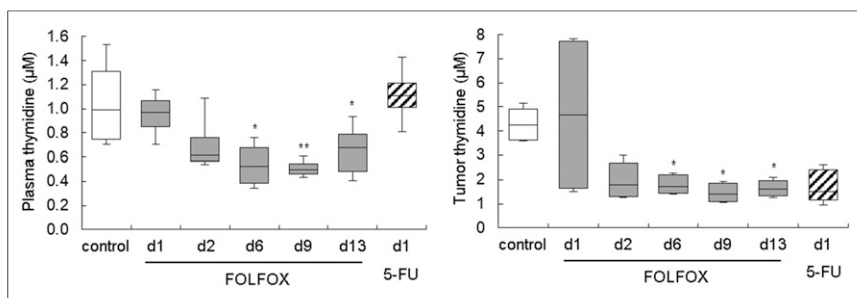 Plasma thymidine (µM)
1.6
1.4
1.2
1.0
0.8
0.6
0.4
0.2
0.0
* ** *
control d1 d2 d6 d9 d13 d1
FOLFOX 5-FU
Tumor thymidine (µM)
8
7
6
5
4
3
2
1
0
* * *
control d1 d2 d6 d9 d13 d1
FOLFOX 5-FU